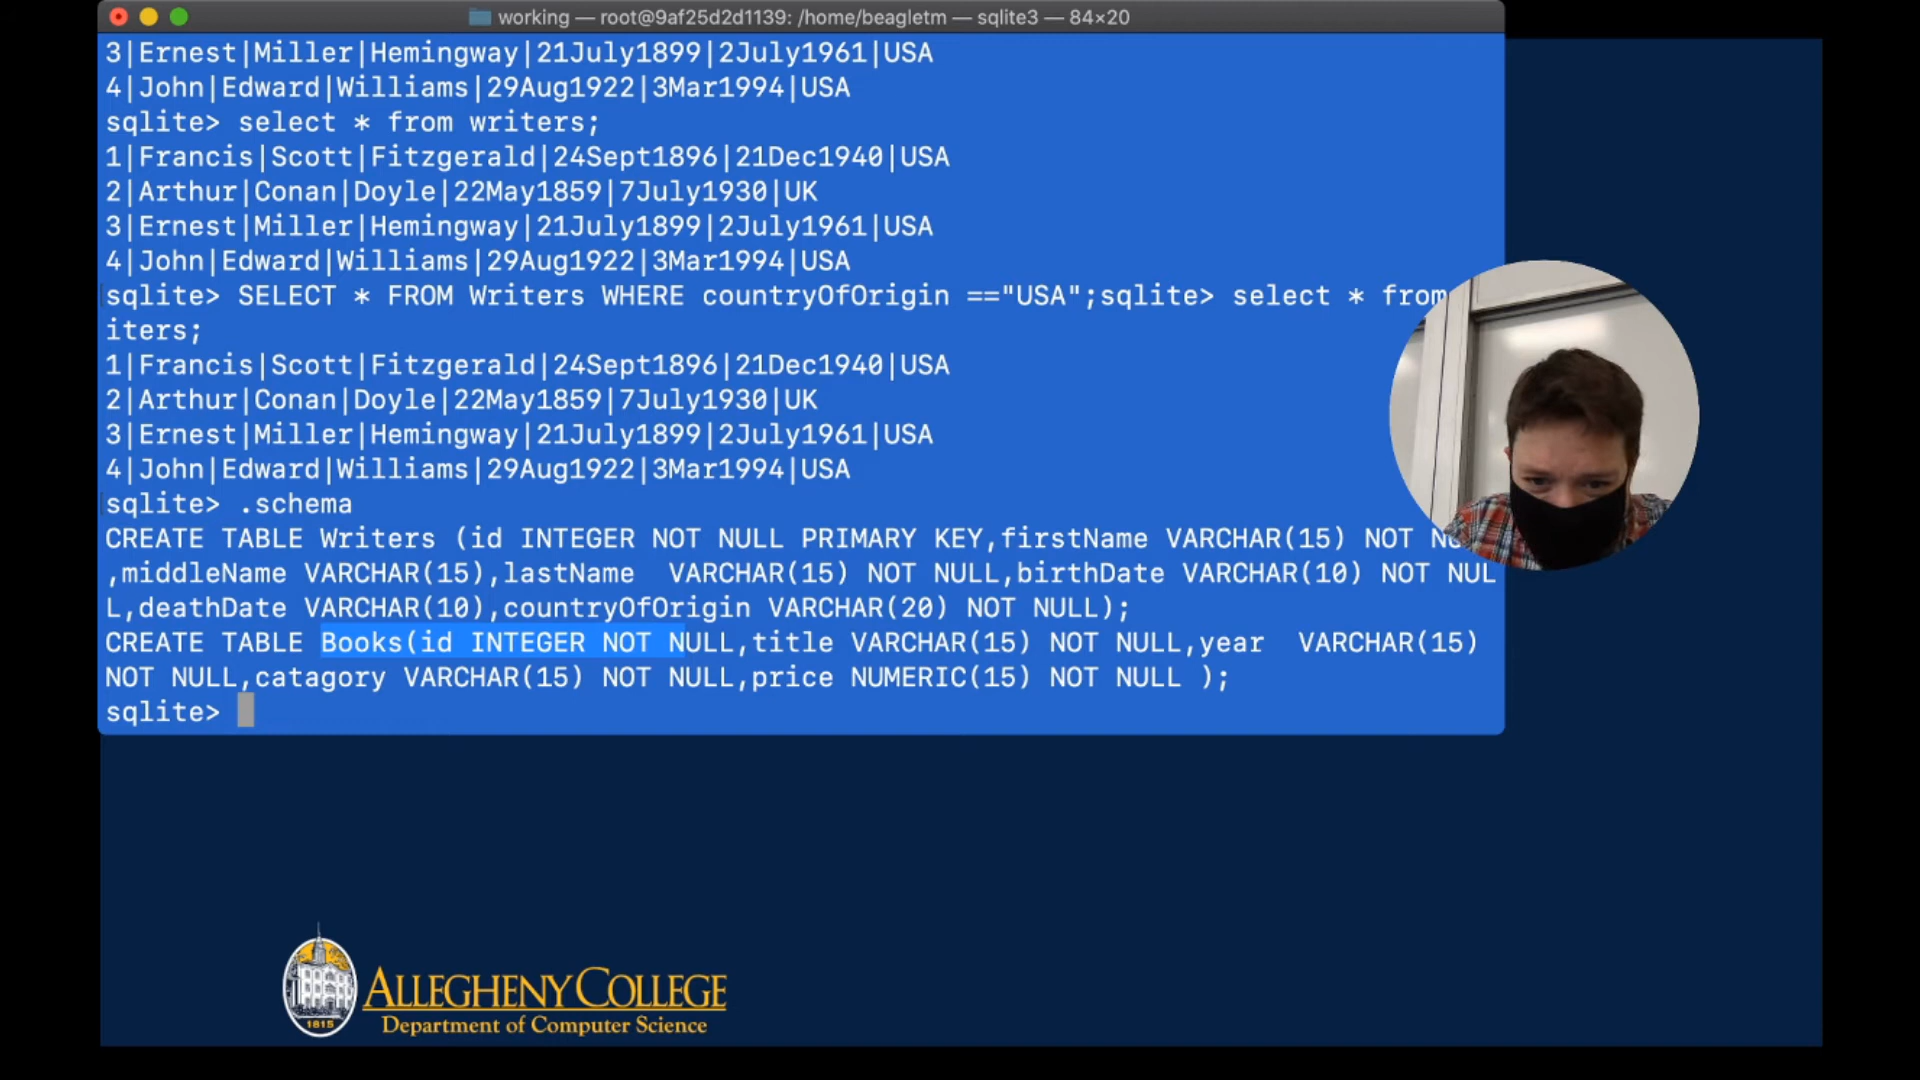 working — root@9af25d2d1139: /home/beagletm — sqlite3 — 84×20
3|Ernest|Miller|Hemingway|21July1899|2July1961|USA
4|John|Edward|Williams|29Aug1922|3Mar1994|USA
sqlite> select * from writers;
1|Francis|Scott|Fitzgerald|24Sept1896|21Dec1940|USA
2|Arthur|Conan|Doyle|22May1859|7July1930|UK
3|Ernest|Miller|Hemingway|21July1899|2July1961|USA
4|John|Edward|Williams|29Aug1922|3Mar1994|USA
sqlite> SELECT * FROM Writers WHERE countryOfOrigin =="USA";sqlite> select * from
iters;
1|Francis|Scott|Fitzgerald|24Sept1896|21Dec1940|USA
2|Arthur|Conan|Doyle|22May1859|7July1930|UK
3|Ernest|Miller|Hemingway|21July1899|2July1961|USA
4|John|Edward|Williams|29Aug1922|3Mar1994|USA
sqlite> .schema
CREATE TABLE Writers (id INTEGER NOT NULL PRIMARY KEY,firstName VARCHAR(15) NOT
,middleName VARCHAR(15),lastName  VARCHAR(15) NOT NULL,birthDate VARCHAR(10) NOT NUL
L,deathDate VARCHAR(10),countryOfOrigin VARCHAR(20) NOT NULL);
CREATE TABLE Books(id INTEGER NOT NULL,title VARCHAR(15) NOT NULL,year  VARCHAR(15)
NOT NULL,catagory VARCHAR(15) NOT NULL,price NUMERIC(15) NOT NULL );
sqlite>
1815
ALLEGHENY COLLEGE
Department of Computer Science